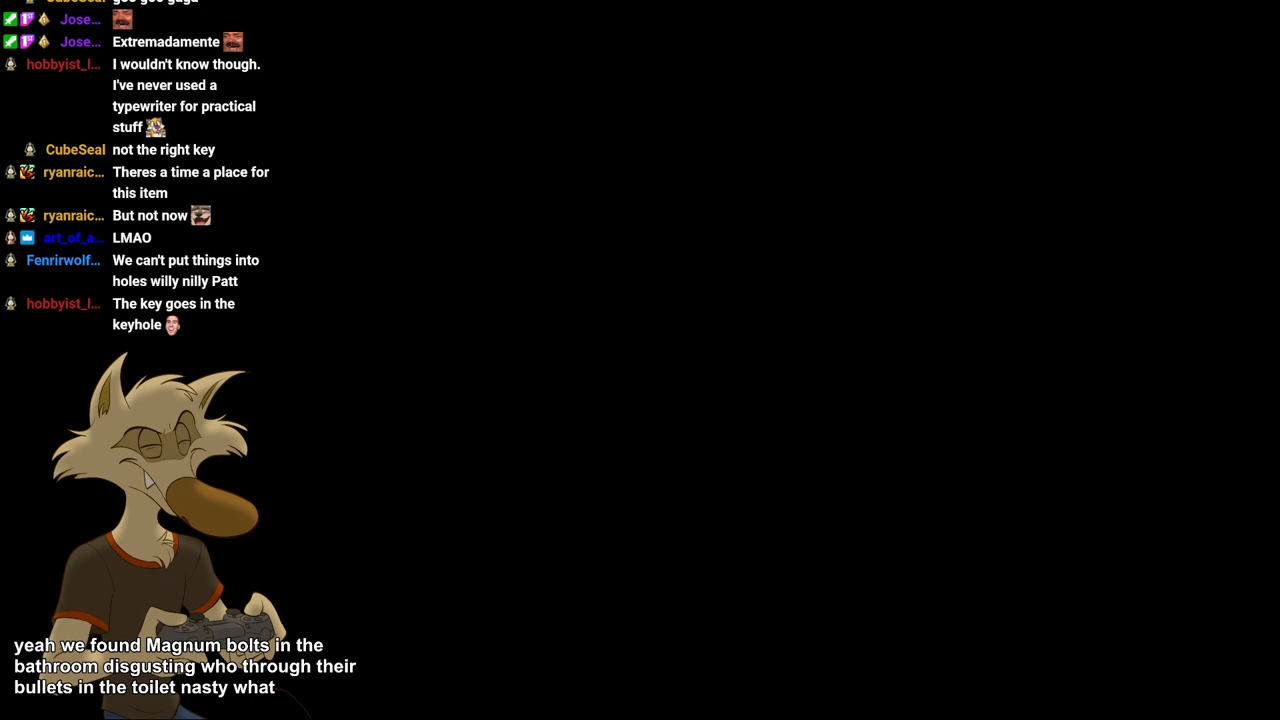 Jose...
Jose... Extremadamente
hobbyist_l... I wouldn't know though.
I've never used a
typewriter for practical
stuff
CubeSeal not the right key
ryanraic... Theres a time a place for
this item
ryanraic... But not now
art_of_a... LMAO
Fenrirwolf... We can't put things into
holes willy nilly Patt
hobbyist_l... The key goes in the
keyhole
yeah we found Magnum bolts in the
bathroom disgusting who through their
bullets in the toilet nasty what